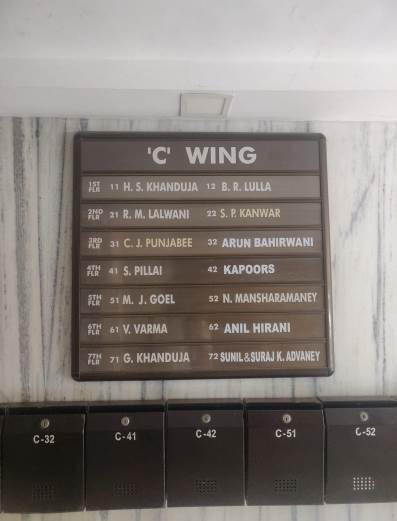 'C' WING
1ST FLR 11 H. S. KHANDUJA 12 B. R. LULLA
2ND FLR 21 R. M. LALWANI 22 S. P. KANWAR
3RD FLR 31 C. J. PUNJABEE 32 ARUN BAHIRWANI
4TH FLR 41 S. PILLAI 42 KAPOORS
5TH FLR 51 M. J. GOEL 52 N. MANSHARAMANEY
6TH FLR 61 V. VARMA 62 ANIL HIRANI
7TH FLR 71 G. KHANDUJA 72 SUNIL & SURAJ K. ADVANEY
C-32 C-41 C-42 C-51 C-52